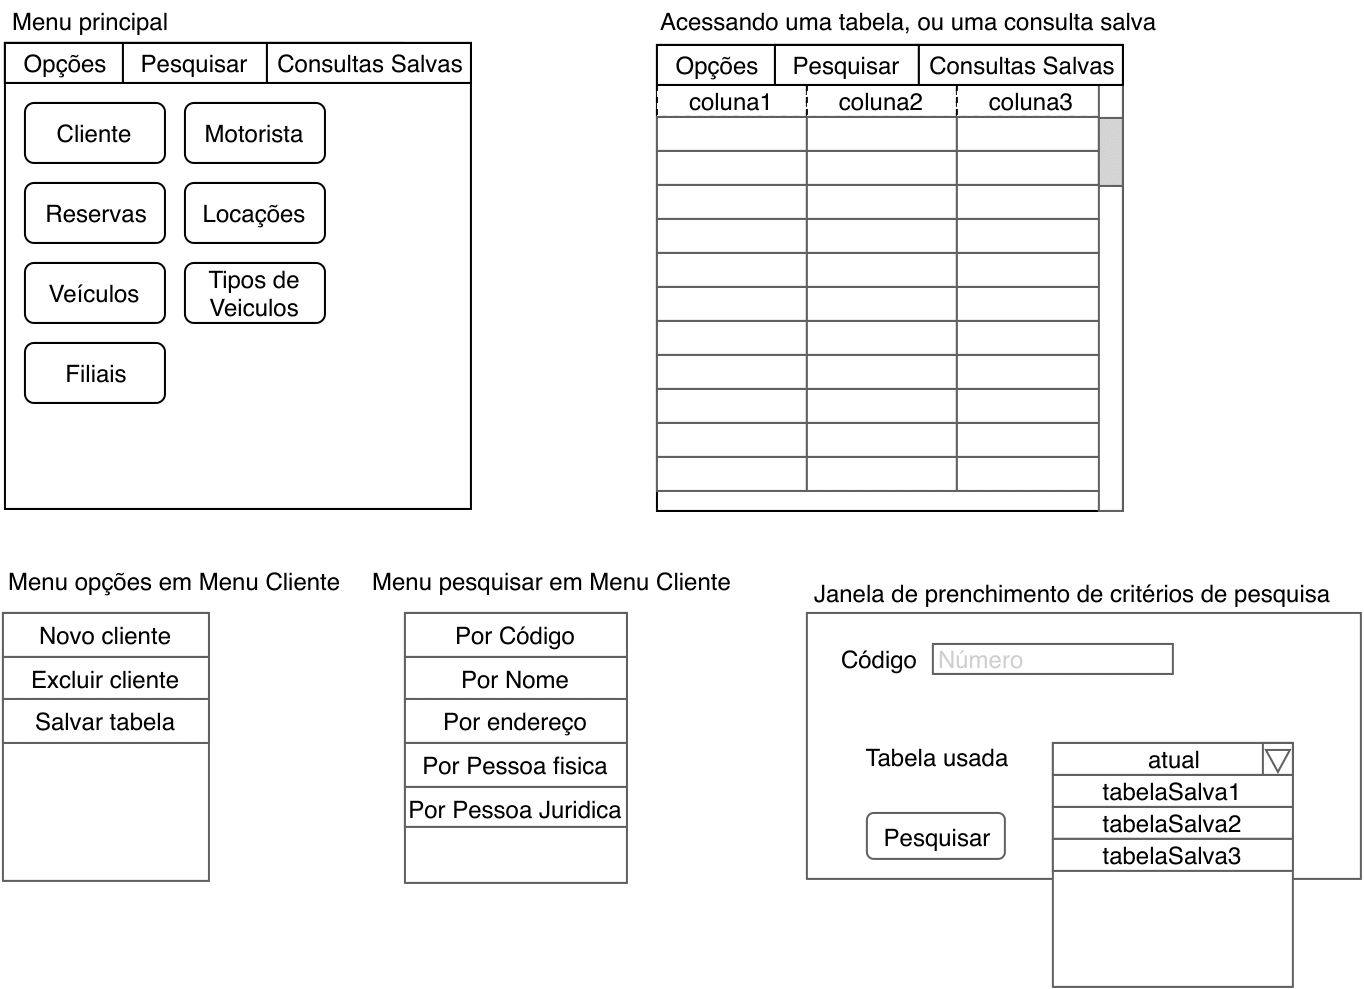 Menu principal
Opções
Pesquisar
Consultas Salvas
Cliente
Motorista
Reservas
Locações
Veículos
Tipos de
Veiculos
Filiais
Acessando uma tabela, ou uma consulta salva
Opções
Pesquisar
Consultas Salvas
coluna1
coluna2
coluna3
Menu opções em Menu Cliente
Novo cliente
Excluir cliente
Salvar tabela
Menu pesquisar em Menu Cliente
Por Código
Por Nome
Por endereço
Por Pessoa fisica
Por Pessoa Juridica
Janela de prenchimento de critérios de pesquisa
Código
Número
Tabela usada
atual
tabelaSalva1
tabelaSalva2
tabelaSalva3
Pesquisar